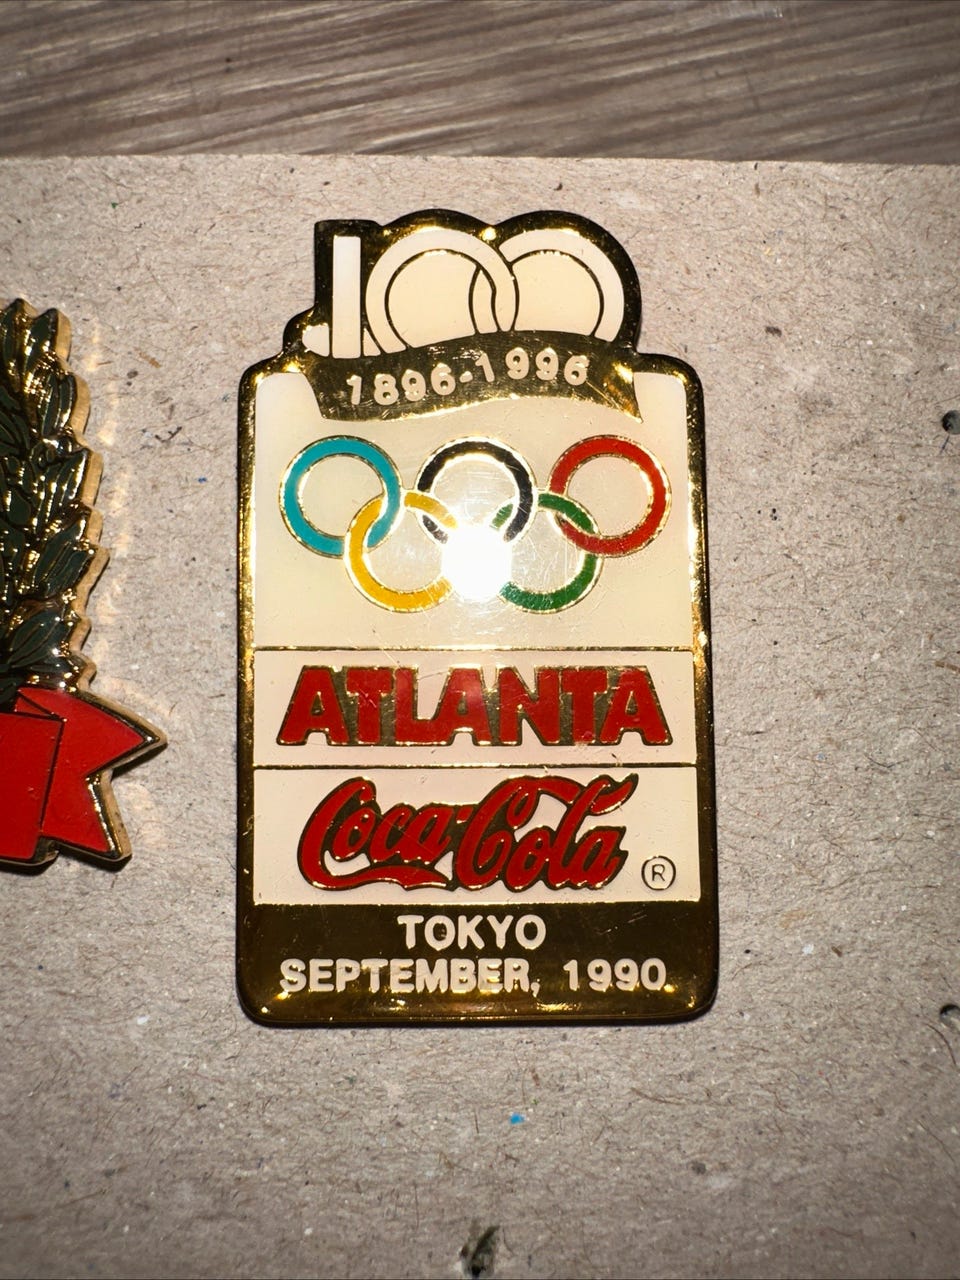 100
1896-1996
ATLANTA
Coca-Cola ®
TOKYO
SEPTEMBER, 1990